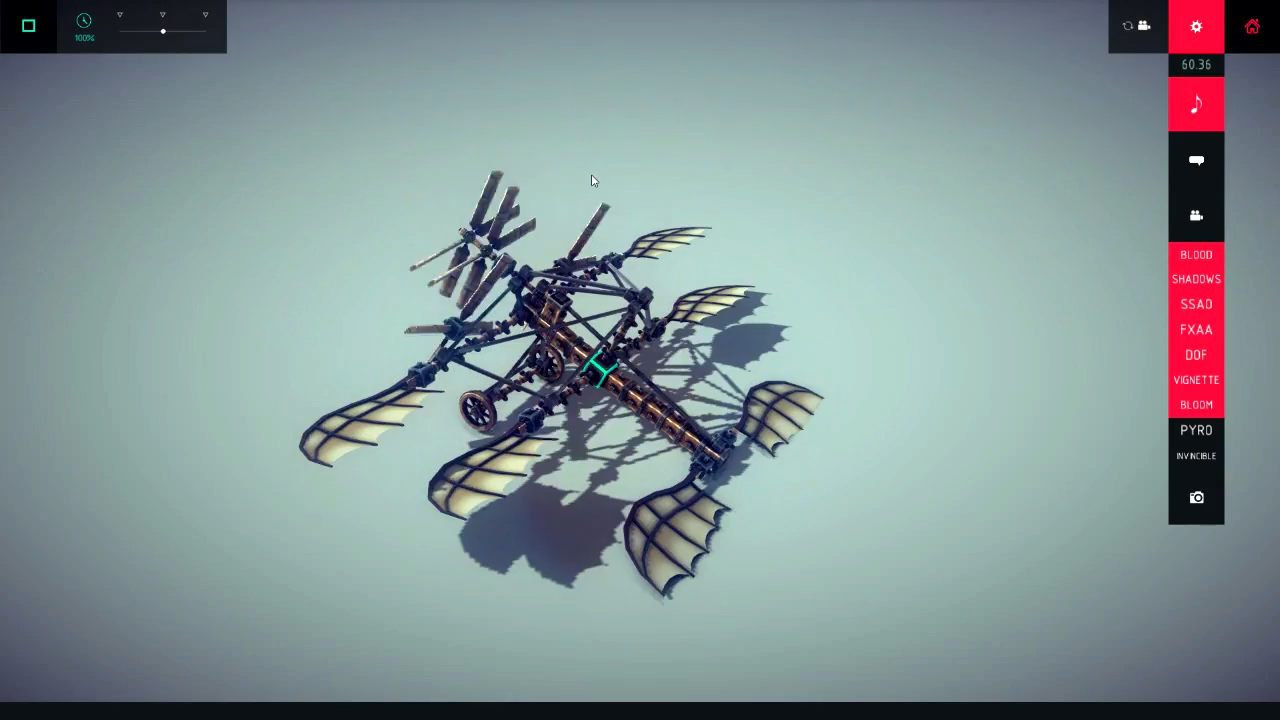 100%
60.36
BLOOD
SHADOWS
SSAO
FXAA
DOF
VIGNETTE
BLOOM
PYRO
INVINCIBLE